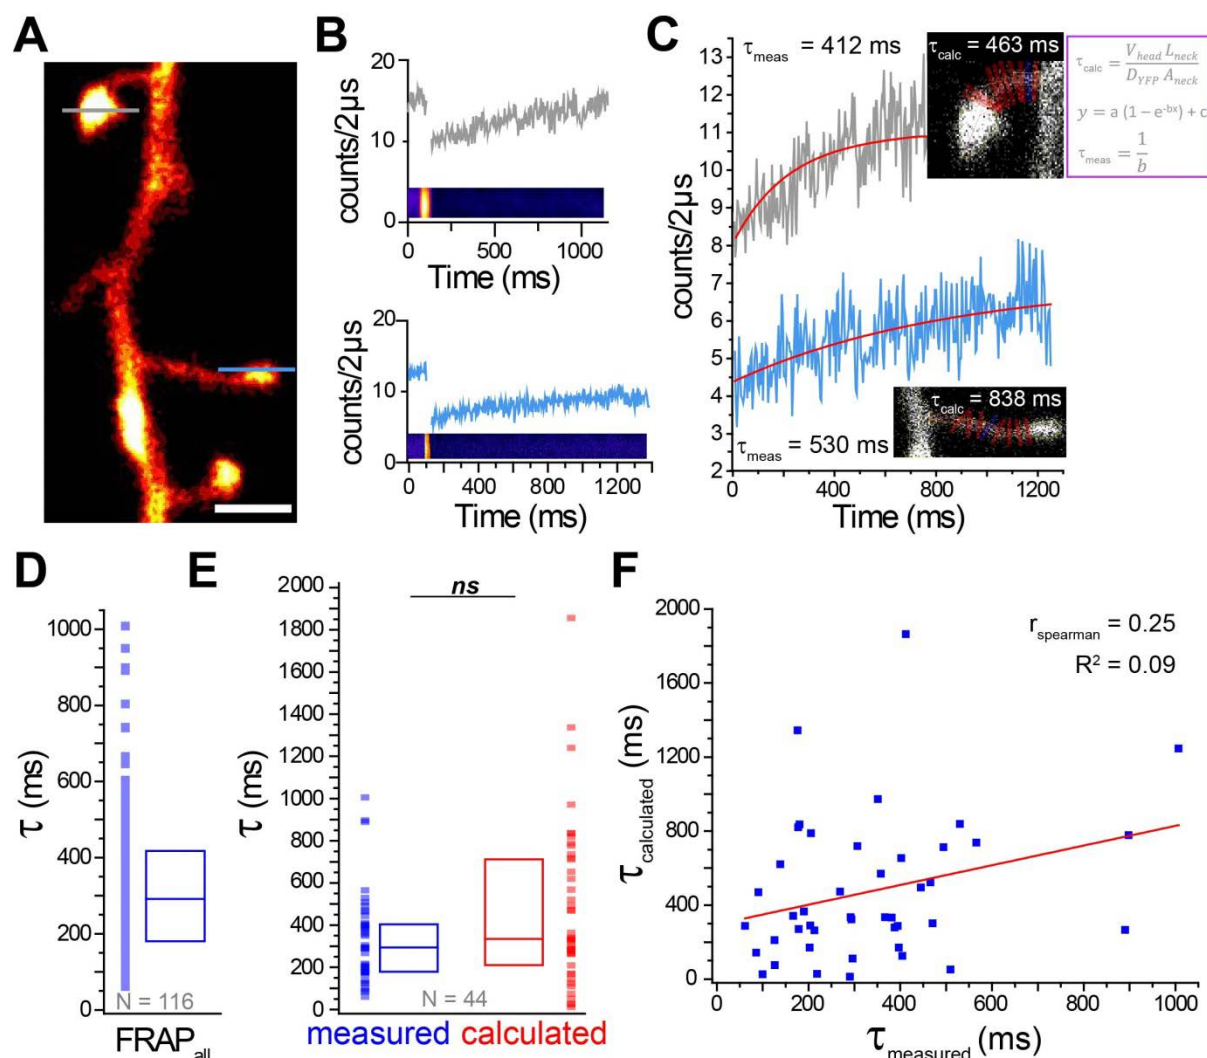 A
B
20
10
0
counts/2µs
0 500 1000
Time (ms)
20
10
0
counts/2µs
0 400 800 1200
Time (ms)
C
13
12
11
10
9
8
7
6
5
4
3
2
counts/2µs
τmeas = 412 ms
τcalc = 463 ms
τcalc = Vhead Lneck / DYFP Aneck
y = a (1 – e-bx) + c
τmeas = 1 / b
τcalc = 838 ms
τmeas = 530 ms
0 400 800 1200
Time (ms)
D
1000
800
600
400
200
0
τ (ms)
N = 116
FRAPall
E
2000
1800
1600
1400
1200
1000
800
600
400
200
0
τ (ms)
ns
N = 44
measured calculated
F
2000
1600
1200
800
400
0
τcalculated (ms)
rspearman = 0.25
R2 = 0.09
0 200 400 600 800 1000
τmeasured (ms)